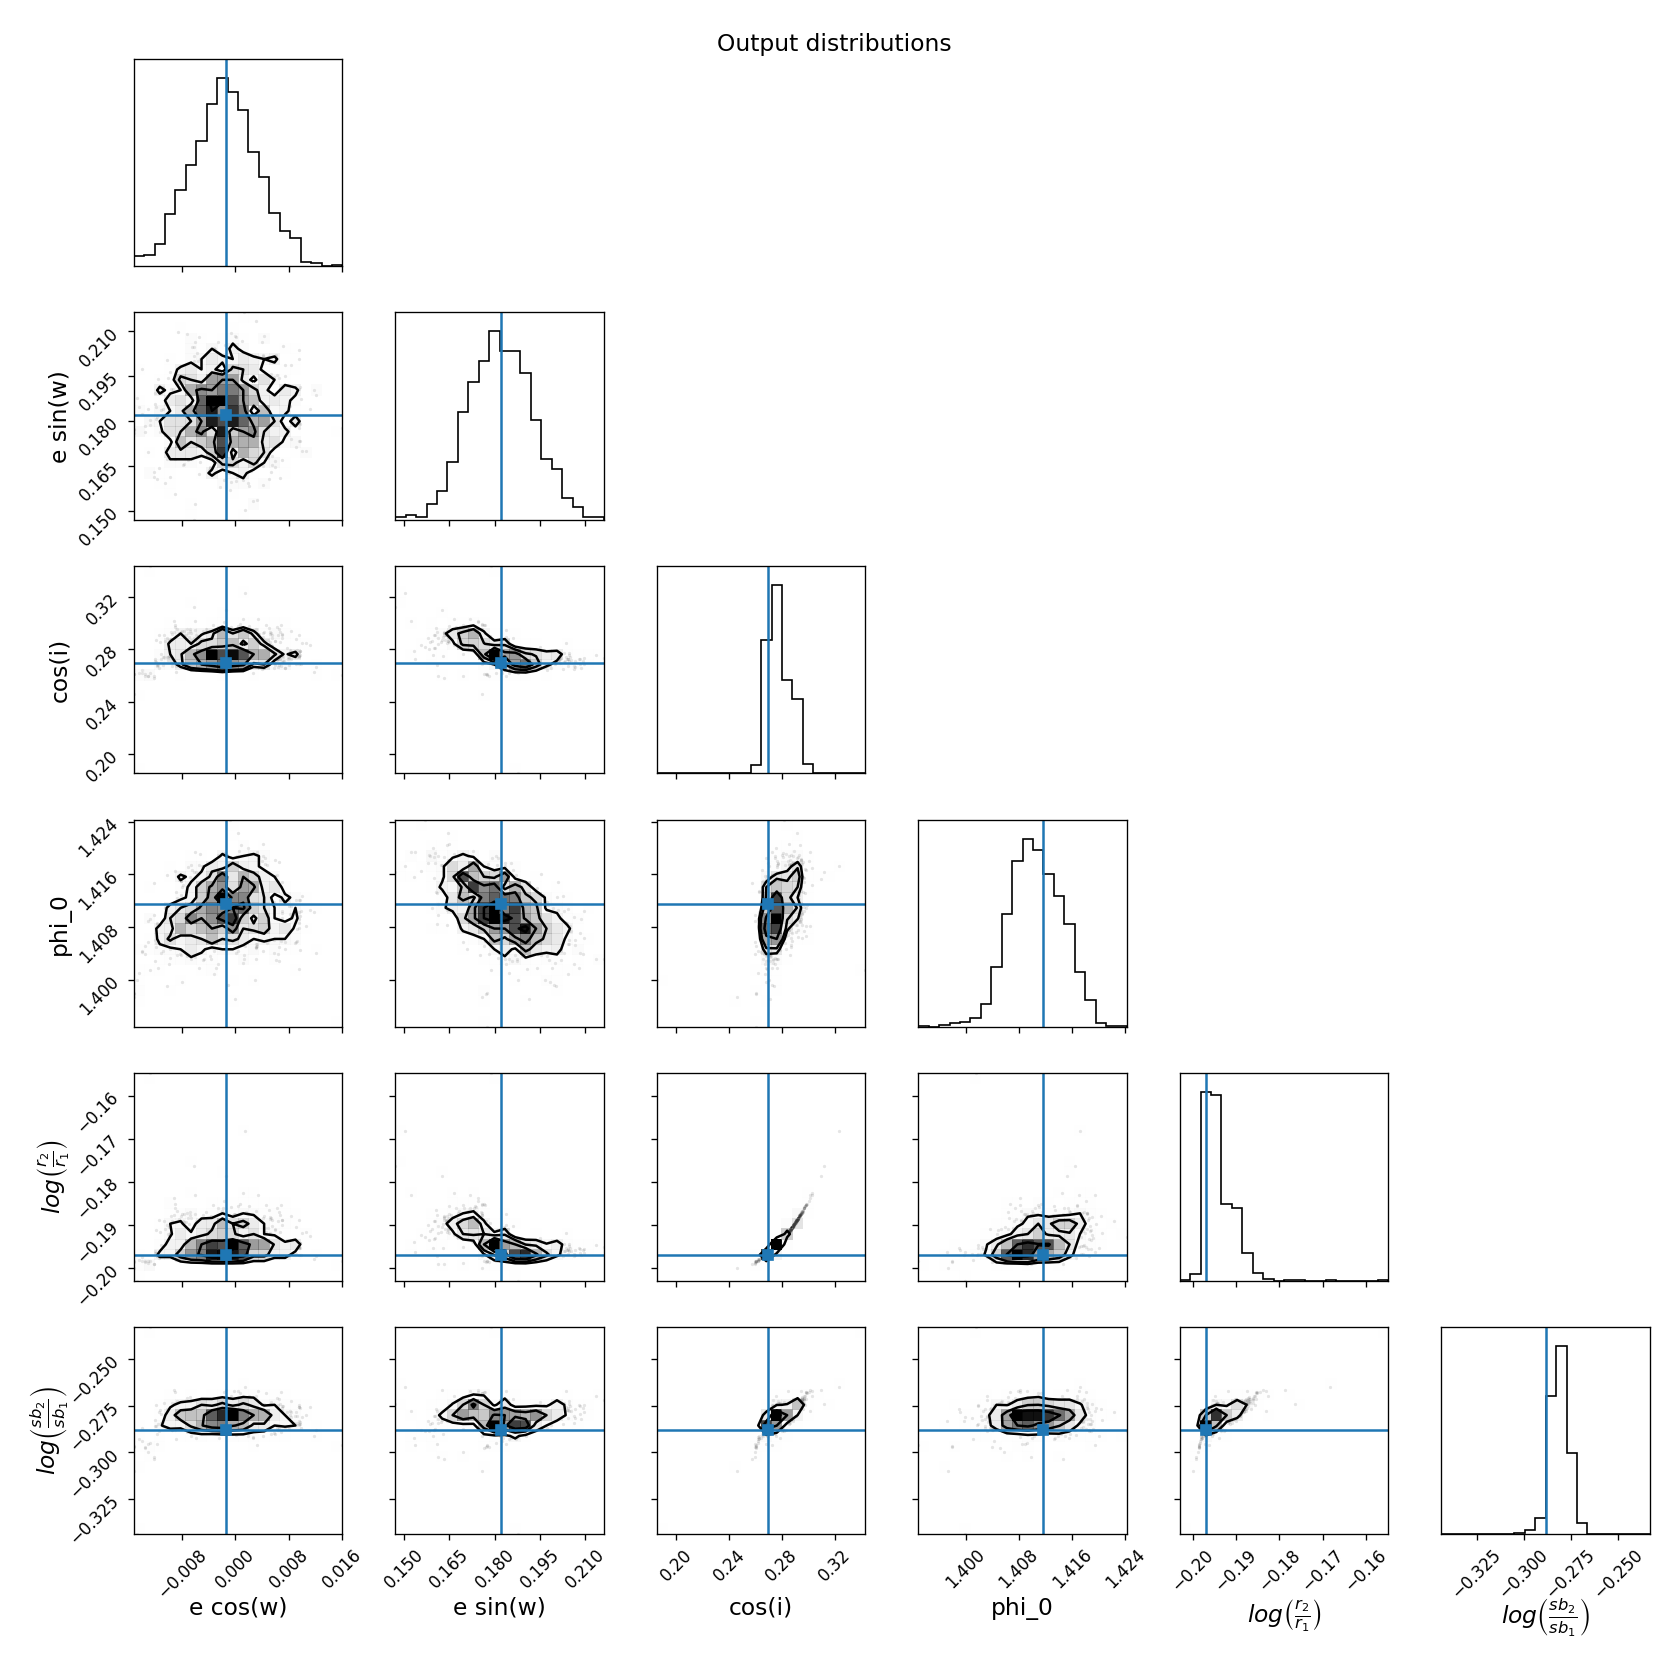 Output distributions
e sin(w)
0.210
0.195
0.180
0.165
0.150
cos(i)
0.32
0.28
0.24
0.20
phi_0
1.424
1.416
1.408
1.400
log(r₂/r₁)
−0.16
−0.17
−0.18
−0.19
−0.20
log(sb₂/sb₁)
−0.250
−0.275
−0.300
−0.325
−0.008 0.000 0.008 0.016
0.150 0.165 0.180 0.195 0.210
0.20 0.24 0.28 0.32
1.400 1.408 1.416 1.424
−0.20 −0.19 −0.18 −0.17 −0.16
−0.325 −0.300 −0.275 −0.250
e cos(w)
e sin(w)
cos(i)
phi_0
log(r₂/r₁)
log(sb₂/sb₁)